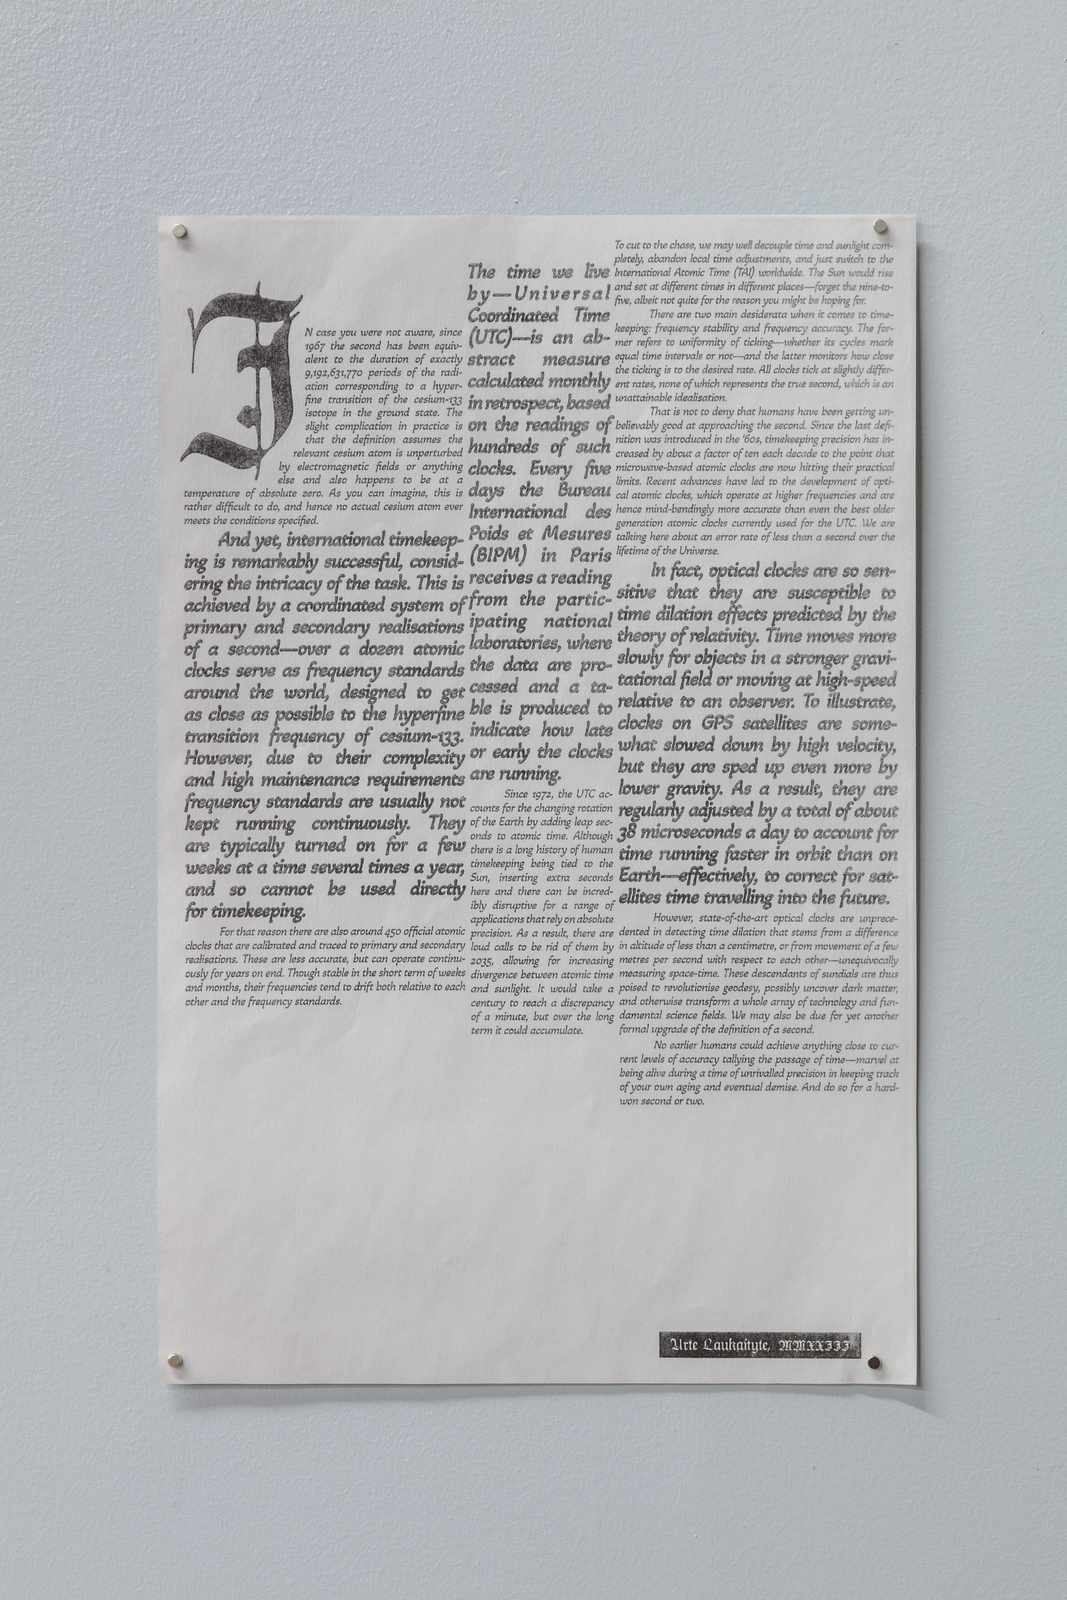 IN case you were not aware, since
1967 the second has been equiv-
alent to the duration of exactly
9,192,631,770 periods of the radi-
ation corresponding to a hyper-
fine transition of the cesium-133
isotope in the ground state. The
slight complication in practice is
that the definition assumes the
relevant cesium atom is unperturbed
by electromagnetic fields or anything
else and also happens to be at a
temperature of absolute zero. As you can imagine, this is
rather difficult to do, and hence no actual cesium atom ever
meets the conditions specified.
And yet, international timekeep-
ing is remarkably successful, consid-
ering the intricacy of the task. This is
achieved by a coordinated system of
primary and secondary realisations
of a second—over a dozen atomic
clocks serve as frequency standards
around the world, designed to get
as close as possible to the hyperfine
transition frequency of cesium-133.
However, due to their complexity
and high maintenance requirements
frequency standards are usually not
kept running continuously. They
are typically turned on for a few
weeks at a time several times a year,
and so cannot be used directly
for timekeeping.
For that reason there are also around 450 official atomic
clocks that are calibrated and traced to primary and secondary
realisations. These are less accurate, but can operate continu-
ously for years on end. Though stable in the short term of weeks
and months, their frequencies tend to drift both relative to each
other and the frequency standards.
The time we live
by—Universal
Coordinated Time
(UTC)—is an ab-
stract measure
calculated monthly
in retrospect, based
on the readings of
hundreds of such
clocks. Every five
days the Bureau
International des
Poids et Mesures
(BIPM) in Paris
receives a reading
from the partic-
ipating national
laboratories, where
the data are pro-
cessed and a ta-
ble is produced to
indicate how late
or early the clocks
are running.
Since 1972, the UTC ac-
counts for the changing rotation
of the Earth by adding leap sec-
onds to atomic time. Although
there is a long history of human
timekeeping being tied to the
Sun, inserting extra seconds
here and there can be incred-
ibly disruptive for a range of
applications that rely on absolute
precision. As a result, there are
loud calls to be rid of them by
2035, allowing for increasing
divergence between atomic time
and sunlight. It would take a
century to reach a discrepancy
of a minute, but over the long
term it could accumulate.
To cut to the chase, we may well decouple time and sunlight com-
pletely, abandon local time adjustments, and just switch to the
International Atomic Time (TAI) worldwide. The Sun would rise
and set at different times in different places—forget the nine-to-
five, albeit not quite for the reason you might be hoping for.
There are two main desiderata when it comes to time-
keeping: frequency stability and frequency accuracy. The for-
mer refers to uniformity of ticking—whether its cycles mark
equal time intervals or not—and the latter monitors how close
the ticking is to the desired rate. All clocks tick at slightly differ-
ent rates, none of which represents the true second, which is an
unattainable idealisation.
That is not to deny that humans have been getting un-
believably good at approaching the second. Since the last defi-
nition was introduced in the '60s, timekeeping precision has in-
creased by about a factor of ten each decade to the point that
microwave-based atomic clocks are now hitting their practical
limits. Recent advances have led to the development of opti-
cal atomic clocks, which operate at higher frequencies and are
hence mind-bendingly more accurate than even the best older
generation atomic clocks currently used for the UTC. We are
talking here about an error rate of less than a second over the
lifetime of the Universe.
In fact, optical clocks are so sen-
sitive that they are susceptible to
time dilation effects predicted by the
theory of relativity. Time moves more
slowly for objects in a stronger gravi-
tational field or moving at high-speed
relative to an observer. To illustrate,
clocks on GPS satellites are some-
what slowed down by high velocity,
but they are sped up even more by
lower gravity. As a result, they are
regularly adjusted by a total of about
38 microseconds a day to account for
time running faster in orbit than on
Earth—effectively, to correct for sat-
ellites time travelling into the future.
However, state-of-the-art optical clocks are unprece-
dented in detecting time dilation that stems from a difference
in altitude of less than a centimetre, or from movement of a few
metres per second with respect to each other—unequivocally
measuring space-time. These descendants of sundials are thus
poised to revolutionise geodesy, possibly uncover dark matter,
and otherwise transform a whole array of technology and fun-
damental science fields. We may also be due for yet another
formal upgrade of the definition of a second.
No earlier humans could achieve anything close to cur-
rent levels of accuracy tallying the passage of time—marvel at
being alive during a time of unrivalled precision in keeping track
of your own aging and eventual demise. And do so for a hard-
won second or two.
Urte Laukaityte, MMXXIII